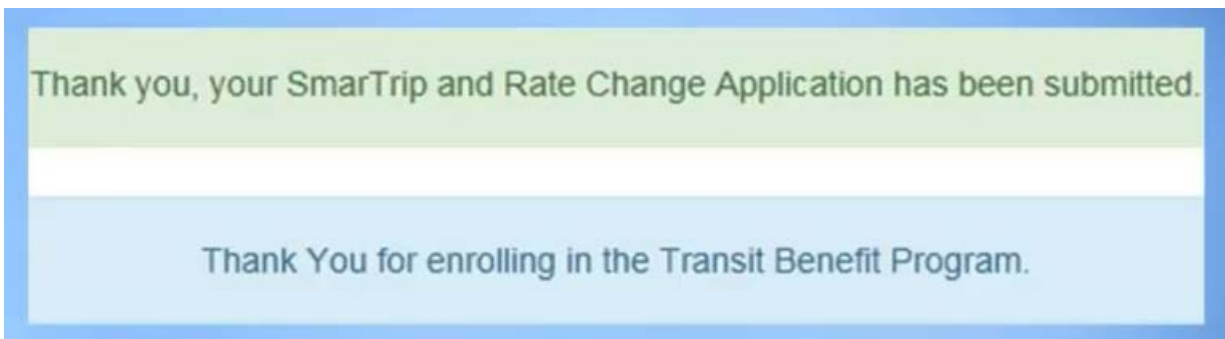 Thank you, your SmarTrip and Rate Change Application has been submitted.
Thank You for enrolling in the Transit Benefit Program.